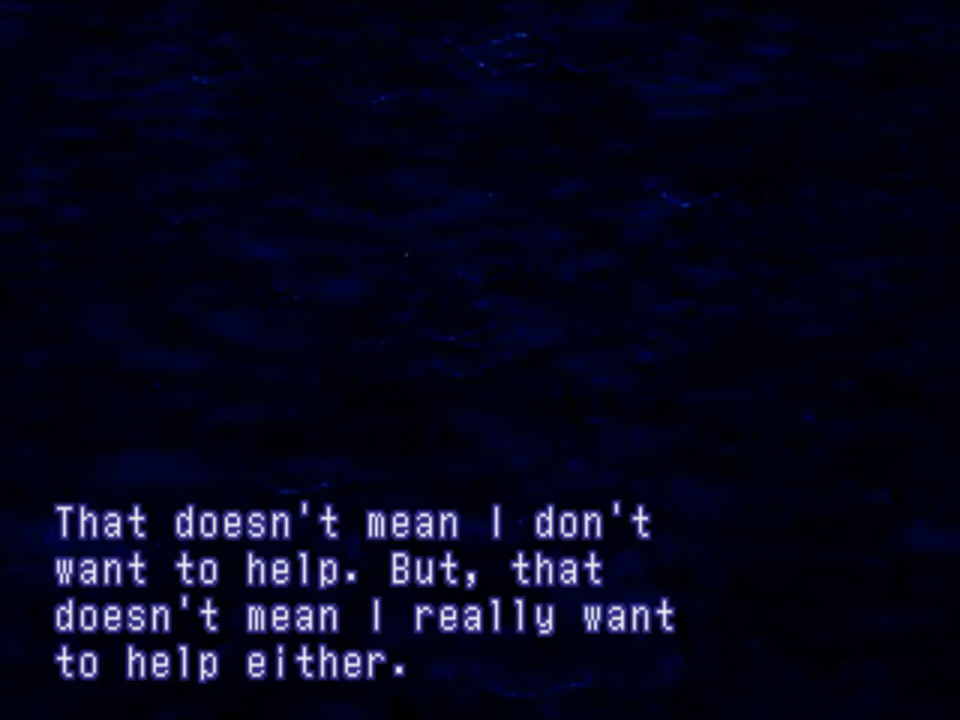 That doesn't mean I don't
want to help. But, that
doesn't mean I really want
to help either.